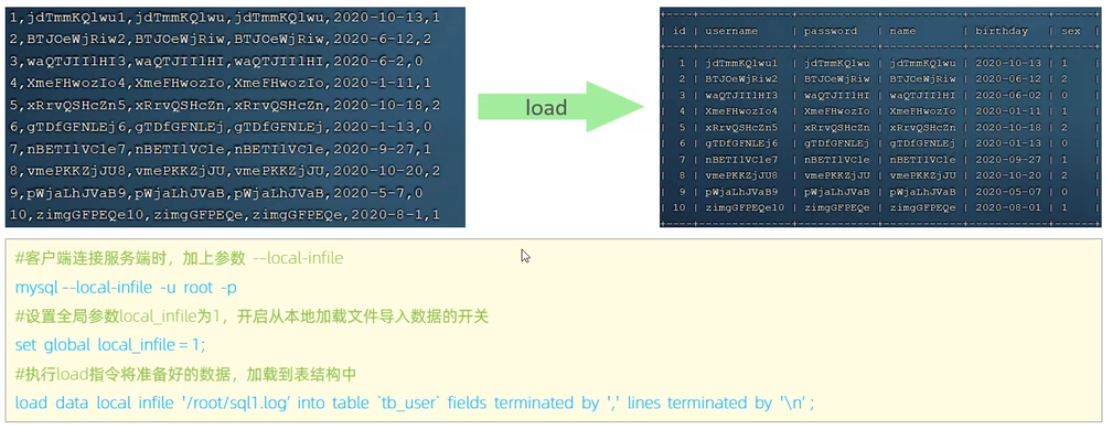 1,jdTmmKQlwu1,jdTmmKQlwu,jdTmmKQlwu,2020-10-13,1
2,BTJOeWjRiw2,BTJOeWjRiw,BTJOeWjRiw,2020-6-12,2
3,waQTJIIlHI3,waQTJIIlHI,waQTJIIlHI,2020-6-2,0
4,XmeFHwozIo4,XmeFHwozIo,XmeFHwozIo,2020-1-11,1
5,xRrvQSHcZn5,xRrvQSHcZn,xRrvQSHcZn,2020-10-18,2
6,gTDfGFNLEj6,gTDfGFNLEj,gTDfGFNLEj,2020-1-13,0
7,nBETIlVCle7,nBETIlVCle,nBETIlVCle,2020-9-27,1
8,vmePKKZjJU8,vmePKKZjJU,vmePKKZjJU,2020-10-20,2
9,pWjaLhJVaB9,pWjaLhJVaB,pWjaLhJVaB,2020-5-7,0
10,zimgGFPEQe10,zimgGFPEQe,zimgGFPEQe,2020-8-1,1
load
| id | username | password | name | birthday | sex |
| 1 | jdTmmKQlwu1 | jdTmmKQlwu | jdTmmKQlwu | 2020-10-13 | 1 |
| 2 | BTJOeWjRiw2 | BTJOeWjRiw | BTJOeWjRiw | 2020-06-12 | 2 |
| 3 | waQTJIIlHI3 | waQTJIIlHI | waQTJIIlHI | 2020-06-02 | 0 |
| 4 | XmeFHwozIo4 | XmeFHwozIo | XmeFHwozIo | 2020-01-11 | 1 |
| 5 | xRrvQSHcZn5 | xRrvQSHcZn | xRrvQSHcZn | 2020-10-18 | 2 |
| 6 | gTDfGFNLEj6 | gTDfGFNLEj | gTDfGFNLEj | 2020-01-13 | 0 |
| 7 | nBETIlVCle7 | nBETIlVCle | nBETIlVCle | 2020-09-27 | 1 |
| 8 | vmePKKZjJU8 | vmePKKZjJU | vmePKKZjJU | 2020-10-20 | 2 |
| 9 | pWjaLhJVaB9 | pWjaLhJVaB | pWjaLhJVaB | 2020-05-07 | 0 |
| 10 | zimgGFPEQe10 | zimgGFPEQe | zimgGFPEQe | 2020-08-01 | 1 |
#客户端连接服务端时，加上参数 --local-infile
mysql --local-infile -u root -p
#设置全局参数local_infile为1，开启从本地加载文件导入数据的开关
set global local_infile = 1;
#执行load指令将准备好的数据，加载到表结构中
load data local infile '/root/sql1.log' into table `tb_user` fields terminated by ',' lines terminated by '\n' ;